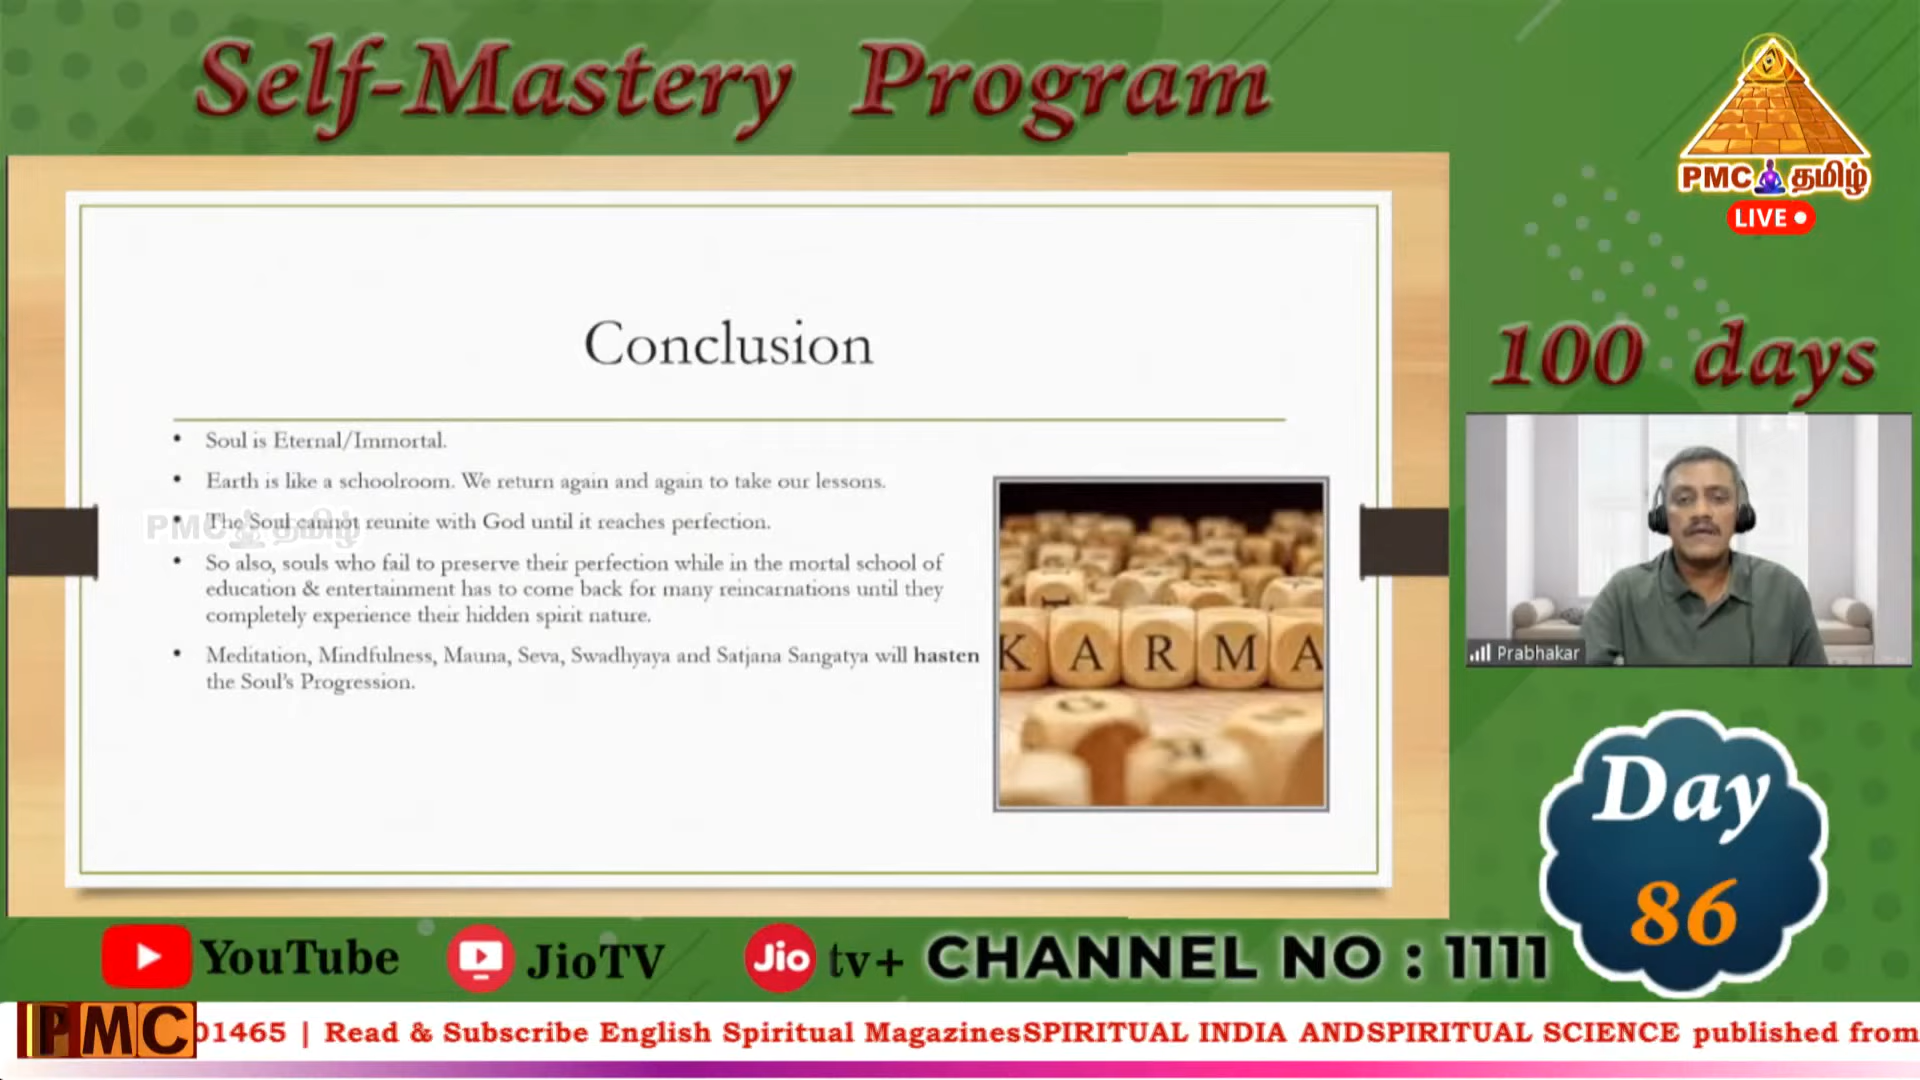 Self-Mastery Program
PMC தமிழ்
LIVE
100 days
Conclusion
• Soul is Eternal/Immortal.
• Earth is like a schoolroom. We return again and again to take our lessons.
• The Soul cannot reunite with God until it reaches perfection.
PMC தமிழ்
• So also, souls who fail to preserve their perfection while in the mortal school of
education & entertainment has to come back for many reincarnations until they
completely experience their hidden spirit nature.
• Meditation, Mindfulness, Mauna, Seva, Swadhyaya and Satjana Sangatya will hasten
the Soul's Progression.
KARMA
Prabhakar
Day
86
YouTube
JioTV
Jio tv+
CHANNEL NO : 1111
PMC
01465 | Read & Subscribe English Spiritual MagazinesSPIRITUAL INDIA ANDSPIRITUAL SCIENCE published from